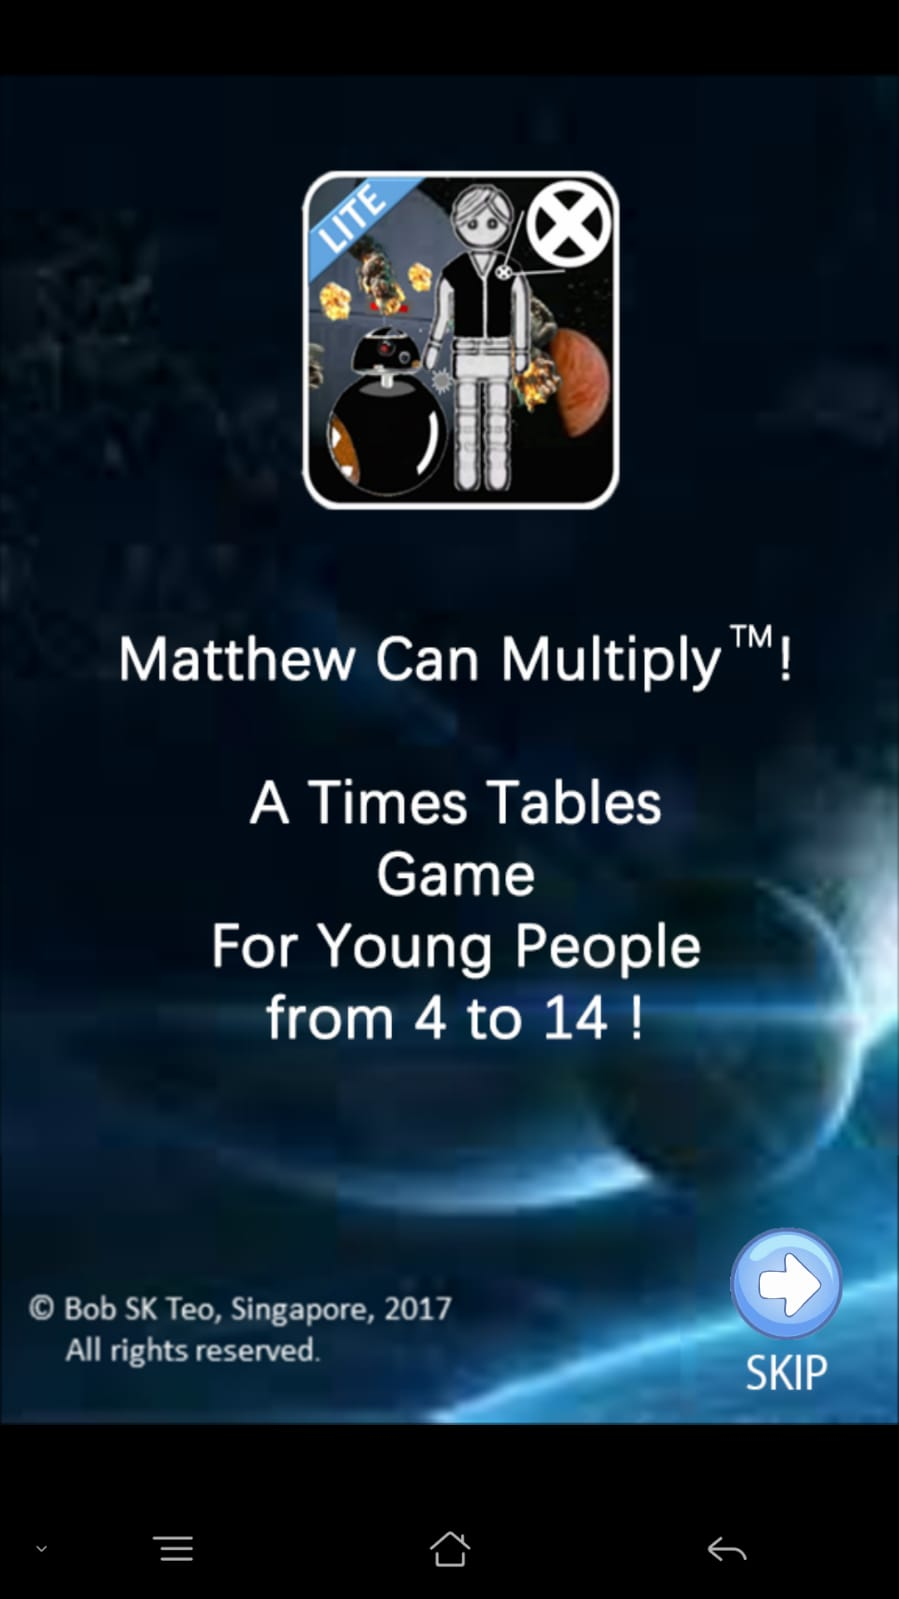 LITE
Matthew Can Multiply™!
A Times Tables
Game
For Young People
from 4 to 14 !
© Bob SK Teo, Singapore, 2017
All rights reserved.
SKIP